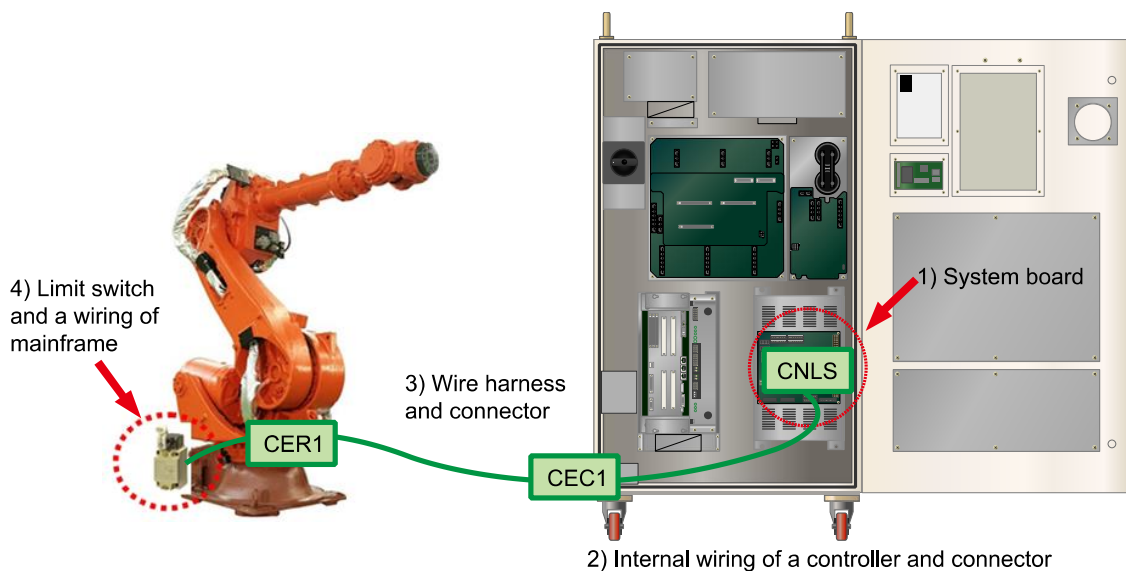 4) Limit switch
and a wiring of
mainframe
3) Wire harness
and connector
CER1
CEC1
CNLS
1) System board
2) Internal wiring of a controller and connector